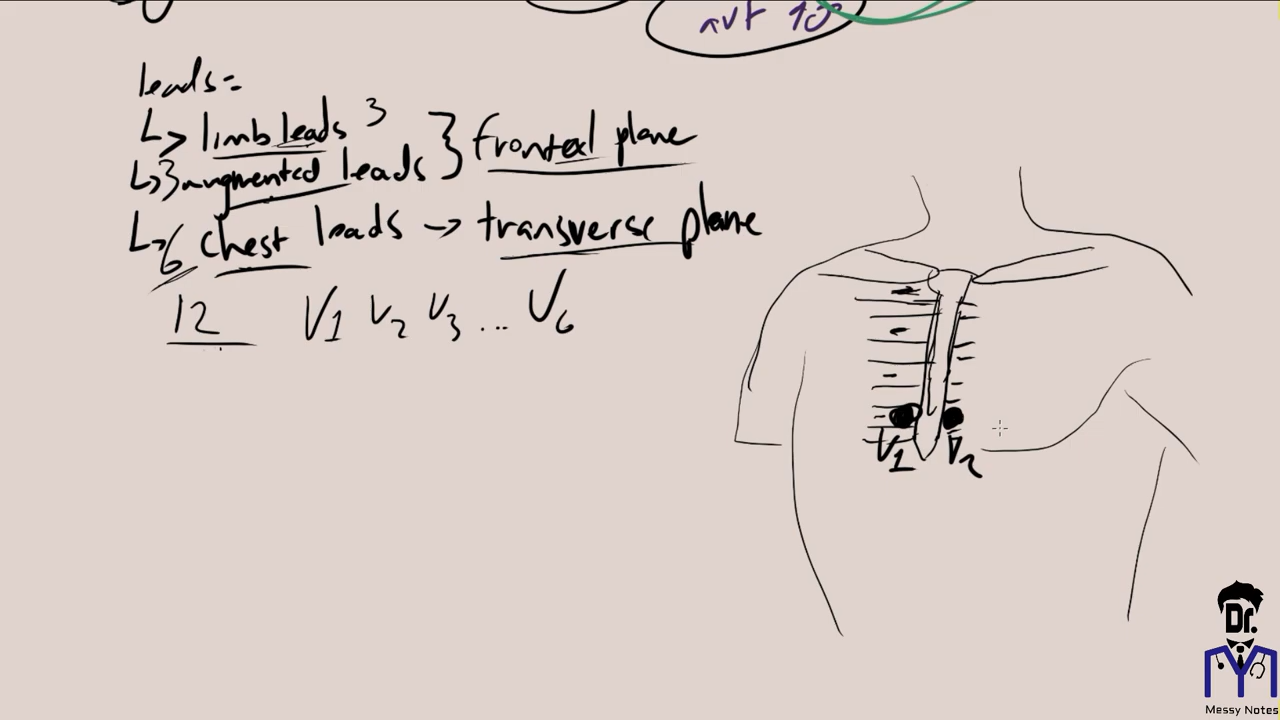 avf
leads=
↳ limb leads 3
↳ 3 augmented leads } frontal plane
↳ 6 chest leads → transverse plane
12 V1 V2 V3 ... V6
V1 V2
Dr.
Messy Notes